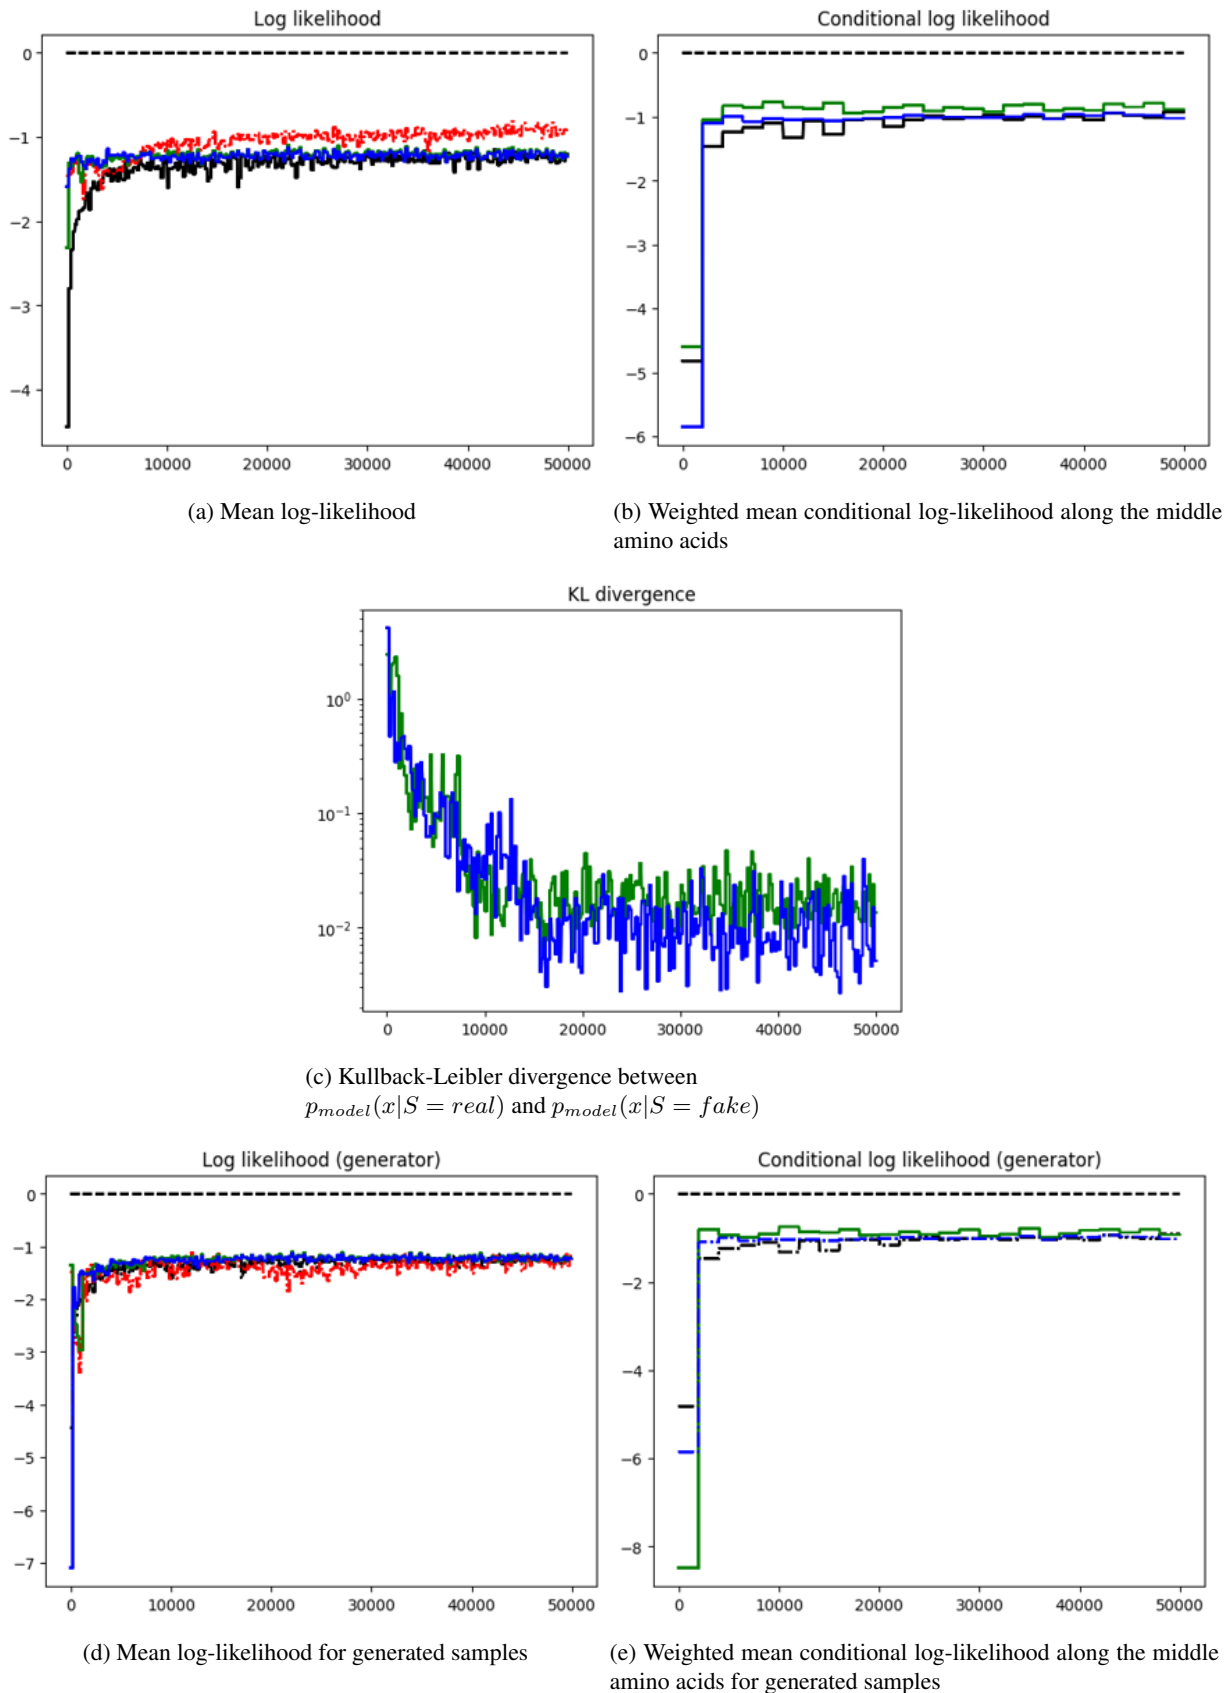 Log likelihood
0
−1
−2
−3
−4
0 10000 20000 30000 40000 50000
(a) Mean log-likelihood
Conditional log likelihood
0
−1
−2
−3
−4
−5
−6
0 10000 20000 30000 40000 50000
(b) Weighted mean conditional log-likelihood along the middle
amino acids
KL divergence
10⁰
10⁻¹
10⁻²
0 10000 20000 30000 40000 50000
(c) Kullback-Leibler divergence between
p_{model}(x|S = real) and p_{model}(x|S = fake)
Log likelihood (generator)
0
−1
−2
−3
−4
−5
−6
−7
0 10000 20000 30000 40000 50000
(d) Mean log-likelihood for generated samples
Conditional log likelihood (generator)
0
−2
−4
−6
−8
0 10000 20000 30000 40000 50000
(e) Weighted mean conditional log-likelihood along the middle
amino acids for generated samples